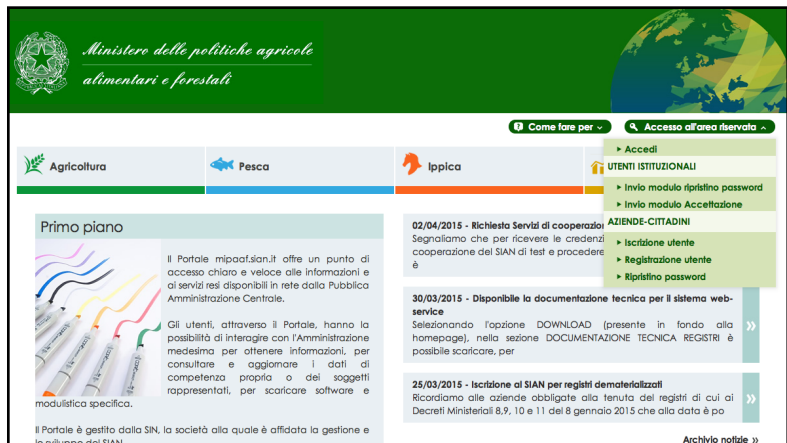 Ministero delle politiche agricole
alimentari e forestali
Come fare per
Accesso all'area riservata
Accedi
UTENTI ISTITUZIONALI
Invio modulo ripristino password
Invio modulo Accettazione
AZIENDE-CITTADINI
Iscrizione utente
Registrazione utente
Ripristino password
Agricoltura
Pesca
Ippica
Primo piano
Il Portale mipaaf.sian.it offre un punto di
accesso chiaro e veloce alle informazioni e
ai servizi resi disponibili in rete dalla Pubblica
Amministrazione Centrale.
Gli utenti, attraverso il Portale, hanno la
possibilità di interagire con l'Amministrazione
medesima per ottenere informazioni, per
consultare e aggiornare i dati di
competenza propria o dei soggetti
rappresentati, per scaricare software e
modulistica specifica.
Il Portale è gestito dalla SIN, la società alla quale è affidata la gestione e
lo sviluppo del SIAN
02/04/2015 - Richiesta Servizi di cooperazion
Segnaliamo che per ricevere le credenzi
cooperazione del SIAN di test e procedere
è
30/03/2015 - Disponibile la documentazione tecnica per il sistema web-
service
Selezionando l'opzione DOWNLOAD (presente in fondo alla
homepage), nella sezione DOCUMENTAZIONE TECNICA REGISTRI è
possibile scaricare, per
25/03/2015 - Iscrizione al SIAN per registri dematerializzati
Ricordiamo alle aziende obbligate alla tenuta del registri di cui ai
Decreti Ministeriali 8,9, 10 e 11 del 8 gennaio 2015 che alla data è po
Archivio notizie »